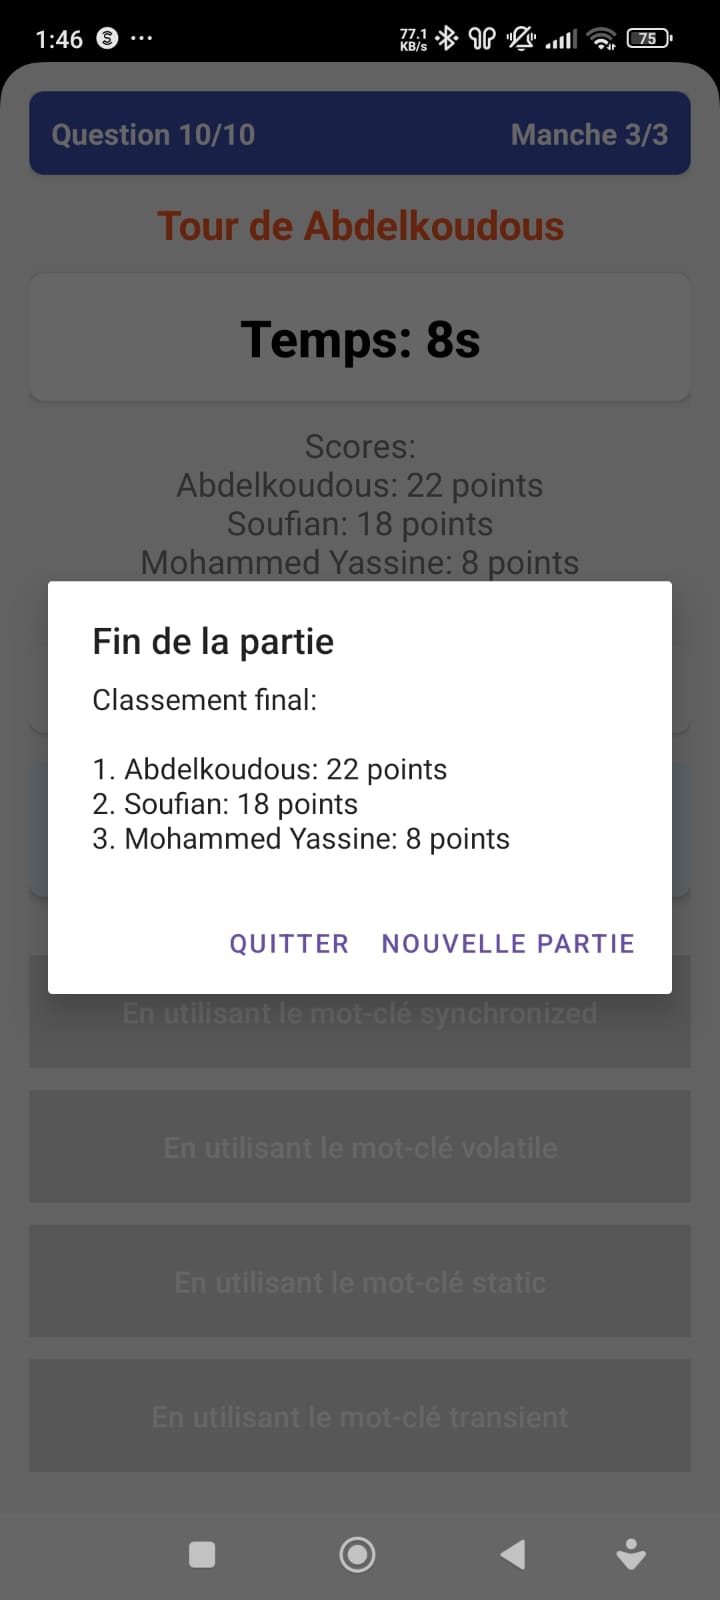 1:46
77.1
KB/s
75
Question 10/10 Manche 3/3
Tour de Abdelkoudous
Temps: 8s
Scores:
Abdelkoudous: 22 points
Soufian: 18 points
Mohammed Yassine: 8 points
Fin de la partie
Classement final:
1. Abdelkoudous: 22 points
2. Soufian: 18 points
3. Mohammed Yassine: 8 points
QUITTER NOUVELLE PARTIE
En utilisant le mot-clé synchronized
En utilisant le mot-clé volatile
En utilisant le mot-clé static
En utilisant le mot-clé transient